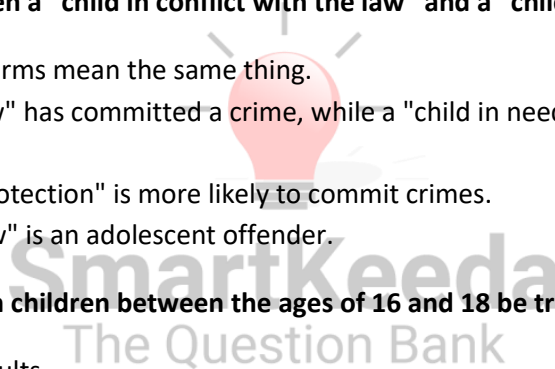 a "child in conflict with the law" and a "chil
rms mean the same thing.
" has committed a crime, while a "child in need
otection" is more likely to commit crimes.
" is an adolescent offender.
SmartKeeda
children between the ages of 16 and 18 be tr
The Question Bank